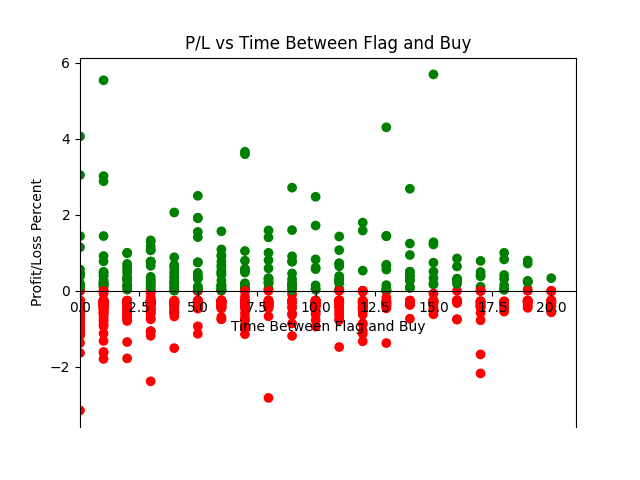 P/L vs Time Between Flag and Buy
6
4
2
0
−2
Profit/Loss Percent
0.0 2.5 5.0 7.5 10.0 12.5 15.0 17.5 20.0
Time Between Flag and Buy